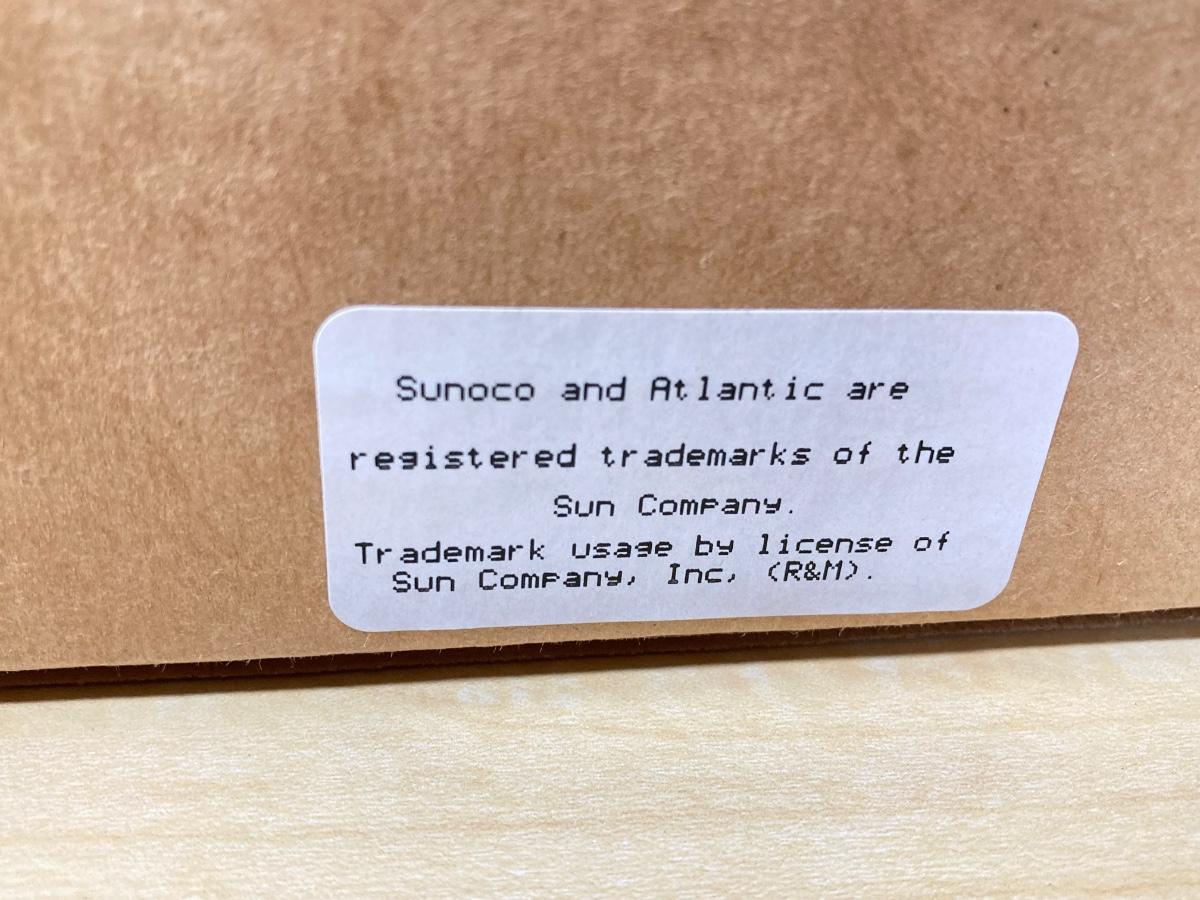 Sunoco and Atlantic are
registered trademarks of the
Sun Company.
Trademark usage by license of
Sun Company, Inc, (R&M).